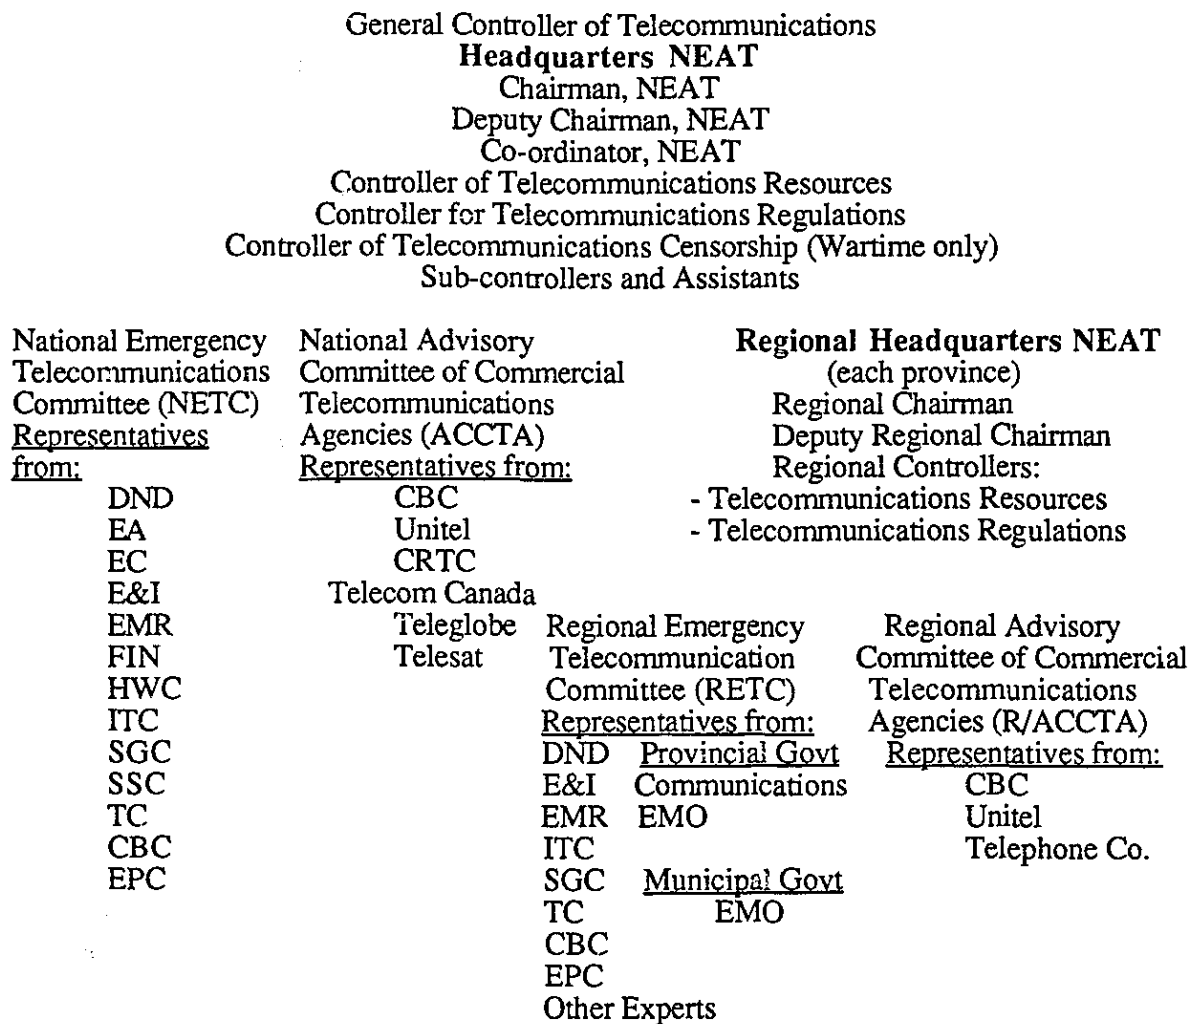 General Controller of Telecommunications
Headquarters NEAT
Chairman, NEAT
Deputy Chairman, NEAT
Co-ordinator, NEAT
Controller of Telecommunications Resources
Controller for Telecommunications Regulations
Controller of Telecommunications Censorship (Wartime only)
Sub-controllers and Assistants
National Emergency
Telecommunications
Committee (NETC)
Representatives
from:
DND
EA
EC
E&I
EMR
FIN
HWC
ITC
SGC
SSC
TC
CBC
EPC
National Advisory
Committee of Commercial
Telecommunications
Agencies (ACCTA)
Representatives from:
CBC
Unitel
CRTC
Telecom Canada
Teleglobe
Telesat
Regional Headquarters NEAT
(each province)
Regional Chairman
Deputy Regional Chairman
Regional Controllers:
- Telecommunications Resources
- Telecommunications Regulations
Regional Emergency
Telecommunication
Committee (RETC)
Representatives from:
DND
E&I
EMR
ITC
SGC
TC
CBC
EPC
Other Experts
Provincial Govt
Communications
EMO
Municipal Govt
EMO
Regional Advisory
Committee of Commercial
Telecommunications
Agencies (R/ACCTA)
Representatives from:
CBC
Unitel
Telephone Co.